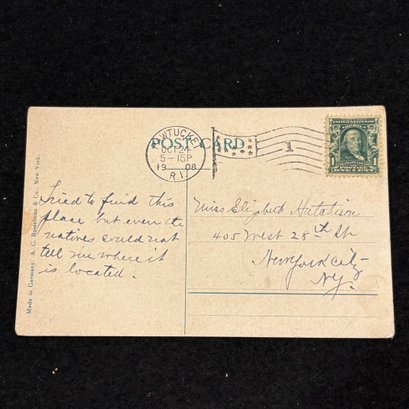 PAWTUCKET
OCT 24
5-15P
1908
R.I.
POST CARD
1
Tried to find this
place but even the
natives could not
tell me where it
is located.
Miss Elizabeth Hutchison
405 West 28th St
New York City
N.Y.
Made in Germany. A. C. Bosselman & Co., New York.